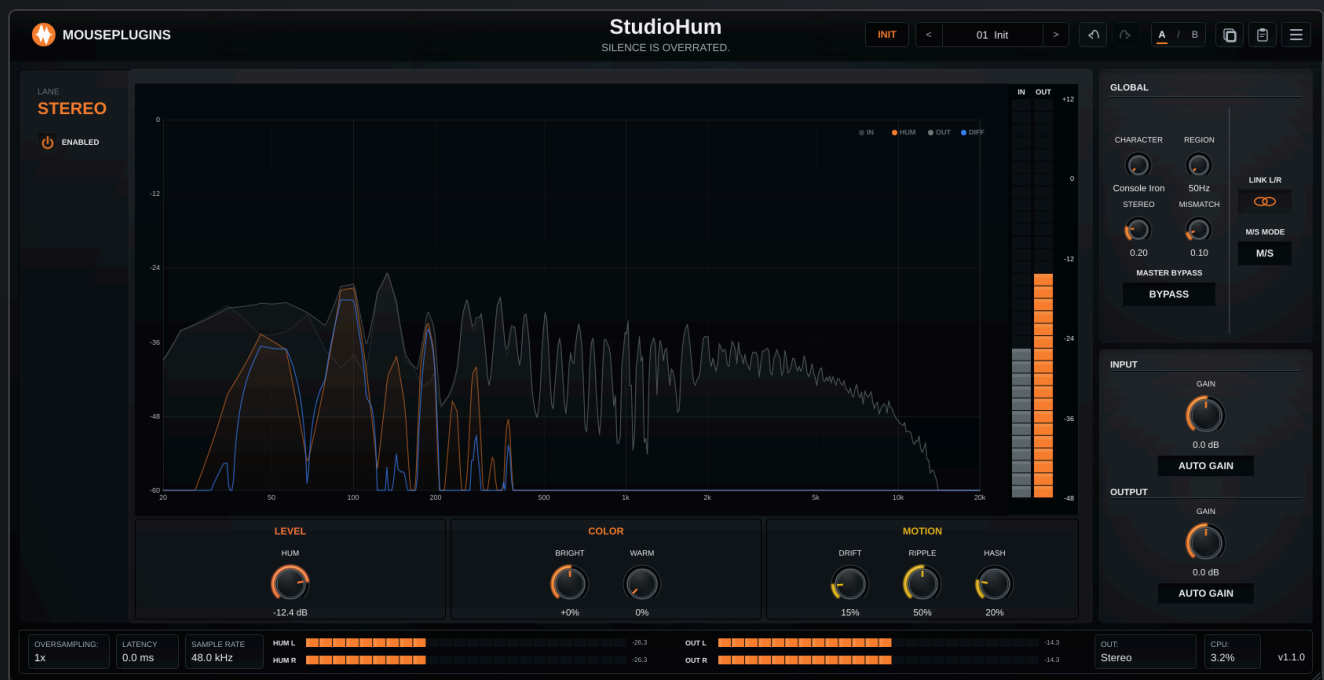 MOUSEPLUGINS
StudioHum
SILENCE IS OVERRATED.
INIT
< 01 Init >
A / B
LANE
STEREO
ENABLED
IN HUM OUT DIFF
0
-12
-24
-36
-48
-60
20 50 100 200 500 1k 2k 5k 10k 20k
IN OUT
+12
0
-12
-24
-36
-48
GLOBAL
CHARACTER REGION
Console Iron 50Hz
STEREO MISMATCH
0.20 0.10
MASTER BYPASS
BYPASS
LINK L/R
M/S MODE
M/S
INPUT
GAIN
0.0 dB
AUTO GAIN
OUTPUT
GAIN
0.0 dB
AUTO GAIN
LEVEL
HUM
-12.4 dB
COLOR
BRIGHT WARM
+0% 0%
MOTION
DRIFT RIPPLE HASH
15% 50% 20%
OVERSAMPLING:
1x
LATENCY
0.0 ms
SAMPLE RATE
48.0 kHz
HUM L -26.3
HUM R -26.3
OUT L -14.3
OUT R -14.3
OUT:
Stereo
CPU:
3.2%
v1.1.0